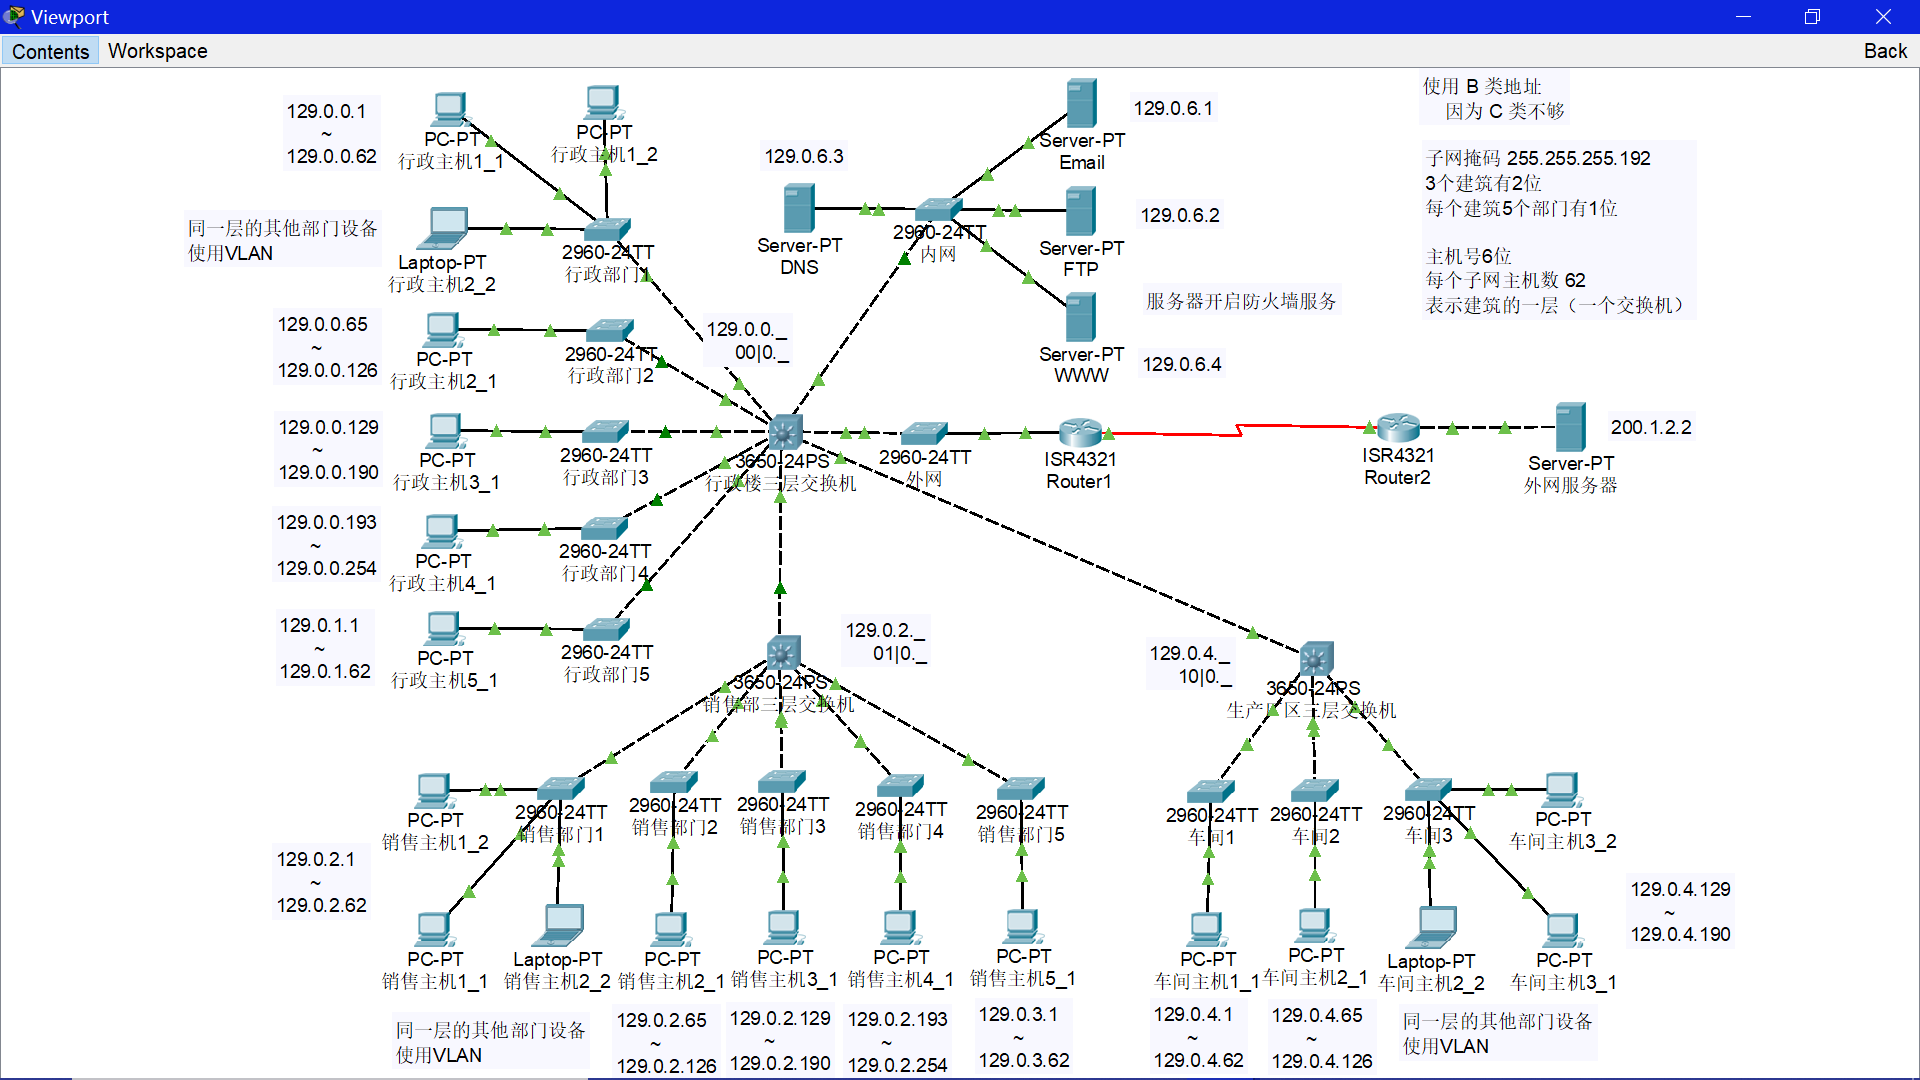 Viewport
Contents Workspace Back
129.0.0.1
~
129.0.0.62
PC-PT
行政主机1_1
PC-PT
行政主机1_2
同一层的其他部门设备
使用VLAN
Laptop-PT
行政主机2_2
2960-24TT
行政部门1
129.0.0.65
~
129.0.0.126
PC-PT
行政主机2_1
2960-24TT
行政部门2
129.0.0._
00|0._
129.0.0.129
~
129.0.0.190
PC-PT
行政主机3_1
2960-24TT
行政部门3
129.0.0.193
~
129.0.0.254
PC-PT
行政主机4_1
2960-24TT
行政部门4
129.0.1.1
~
129.0.1.62
PC-PT
行政主机5_1
2960-24TT
行政部门5
3650-24PS
行政楼三层交换机
129.0.6.3
Server-PT
DNS
2960-24TT
内网
Server-PT
Email
129.0.6.1
Server-PT
FTP
129.0.6.2
服务器开启防火墙服务
Server-PT
WWW
129.0.6.4
使用 B 类地址
因为 C 类不够
子网掩码 255.255.255.192
3个建筑有2位
每个建筑5个部门有1位
主机号6位
每个子网主机数 62
表示建筑的一层（一个交换机）
2960-24TT
外网
ISR4321
Router1
ISR4321
Router2
Server-PT
外网服务器
200.1.2.2
3650-24PS
销售部三层交换机
129.0.2._
01|0._
129.0.4._
10|0._
3650-24PS
生产厂区三层交换机
PC-PT
销售主机1_2
2960-24TT
销售部门1
2960-24TT
销售部门2
2960-24TT
销售部门3
2960-24TT
销售部门4
2960-24TT
销售部门5
2960-24TT
车间1
2960-24TT
车间2
2960-24TT
车间3
PC-PT
车间主机3_2
129.0.2.1
~
129.0.2.62
129.0.4.129
~
129.0.4.190
PC-PT
销售主机1_1
Laptop-PT
销售主机2_2
PC-PT
销售主机2_1
PC-PT
销售主机3_1
PC-PT
销售主机4_1
PC-PT
销售主机5_1
PC-PT
车间主机1_1
PC-PT
车间主机2_1
Laptop-PT
车间主机2_2
PC-PT
车间主机3_1
同一层的其他部门设备
使用VLAN
129.0.2.65
~
129.0.2.126
129.0.2.129
~
129.0.2.190
129.0.2.193
~
129.0.2.254
129.0.3.1
~
129.0.3.62
129.0.4.1
~
129.0.4.62
129.0.4.65
~
129.0.4.126
同一层的其他部门设备
使用VLAN